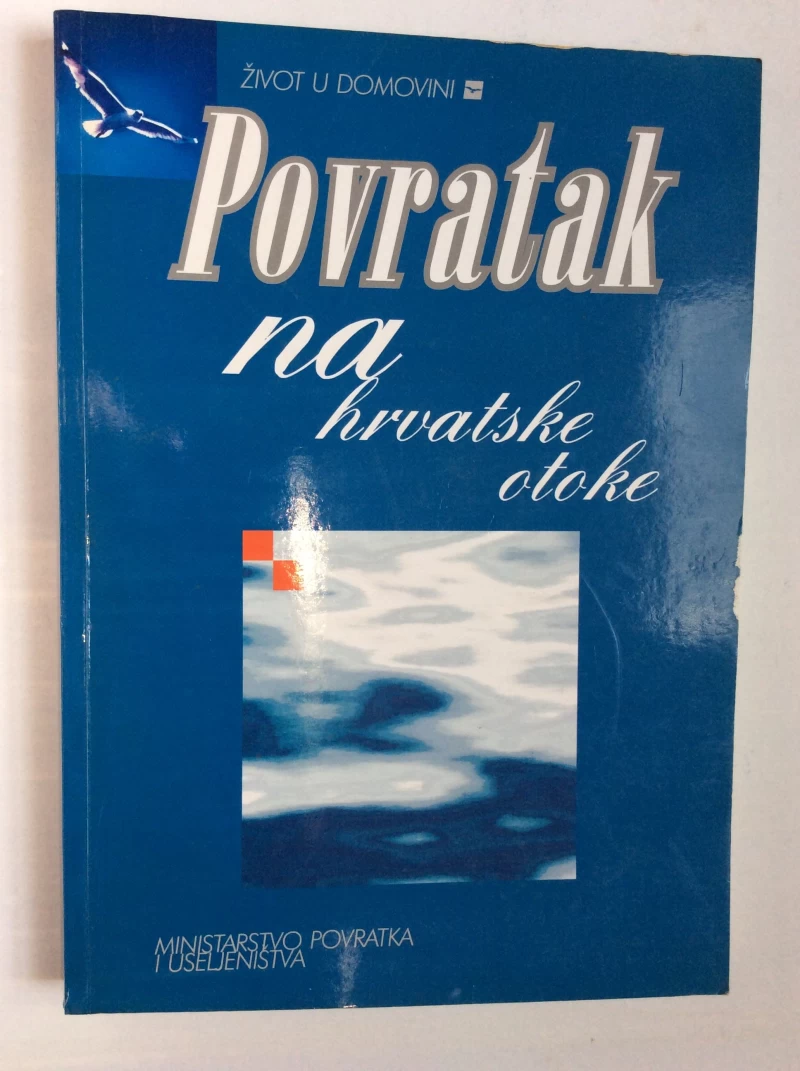 ŽIVOT U DOMOVINI
Povratak
na
hrvatske
otoke
MINISTARSTVO POVRATKA
I USELJENIŠTVA